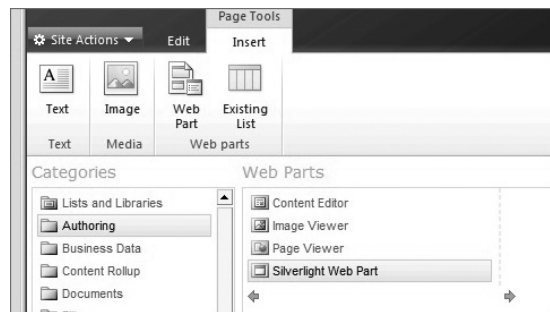 Page Tools
Site Actions Edit Insert
Text Image Web Part Existing List
Text Media Web parts
Categories Web Parts
Lists and Libraries
Authoring
Business Data
Content Rollup
Documents
Content Editor
Image Viewer
Page Viewer
Silverlight Web Part